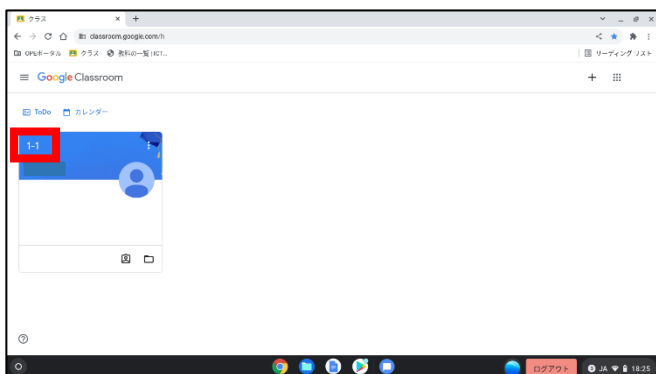 クラス
classroom.google.com/h
OPEポータル クラス 教科の一覧 | ICT... リーディング リスト
Google Classroom
ToDo カレンダー
1-1
ログアウト JA 18:25